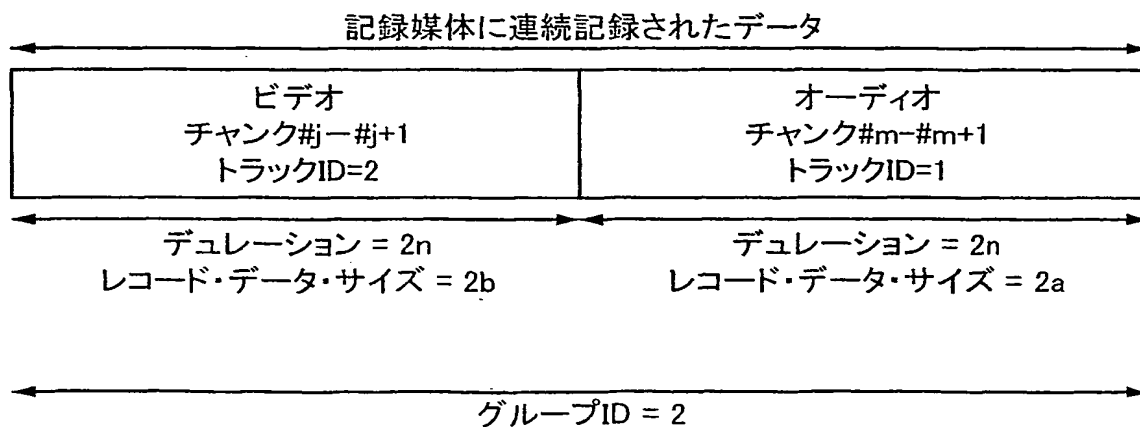 記録媒体に連続記録されたデータ
ビデオ
チャンク#j－#j+1
トラックID=2
オーディオ
チャンク#m-#m+1
トラックID=1
デュレーション = 2n
レコード・データ・サイズ = 2b
デュレーション = 2n
レコード・データ・サイズ = 2a
グループID = 2